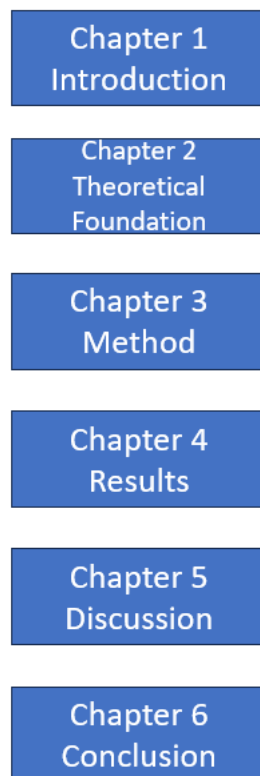 Chapter 1
Introduction
Chapter 2
Theoretical
Foundation
Chapter 3
Method
Chapter 4
Results
Chapter 5
Discussion
Chapter 6
Conclusion